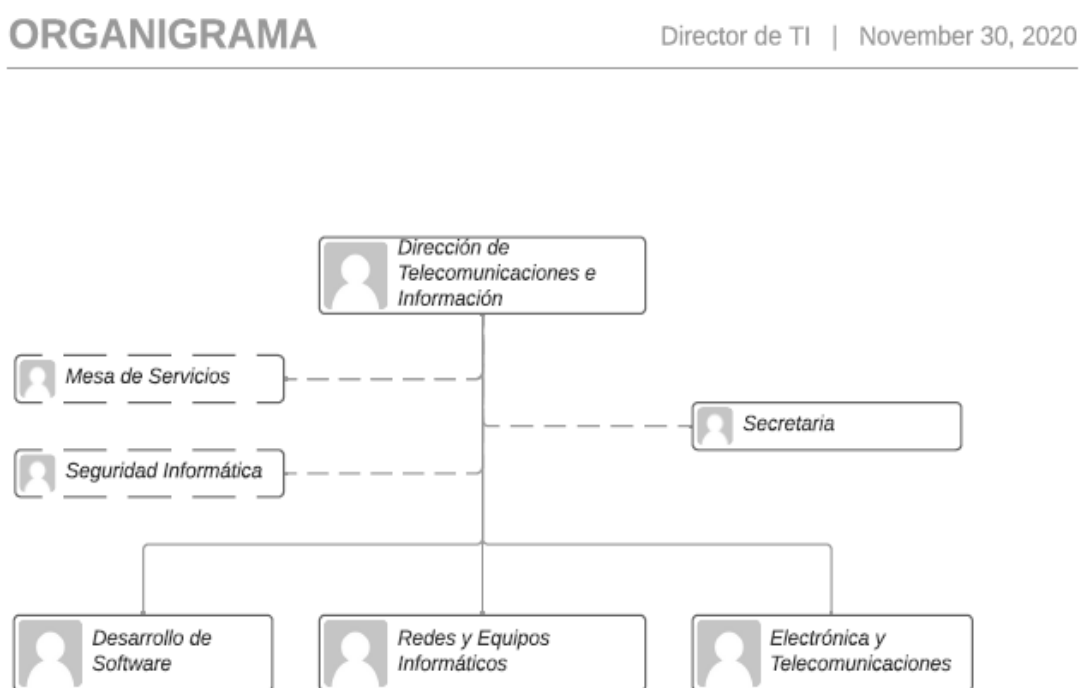 ORGANIGRAMA
Director de TI | November 30, 2020
Dirección de
Telecomunicaciones e
Información
Mesa de Servicios
Secretaria
Seguridad Informática
Desarrollo de
Software
Redes y Equipos
Informáticos
Electrónica y
Telecomunicaciones